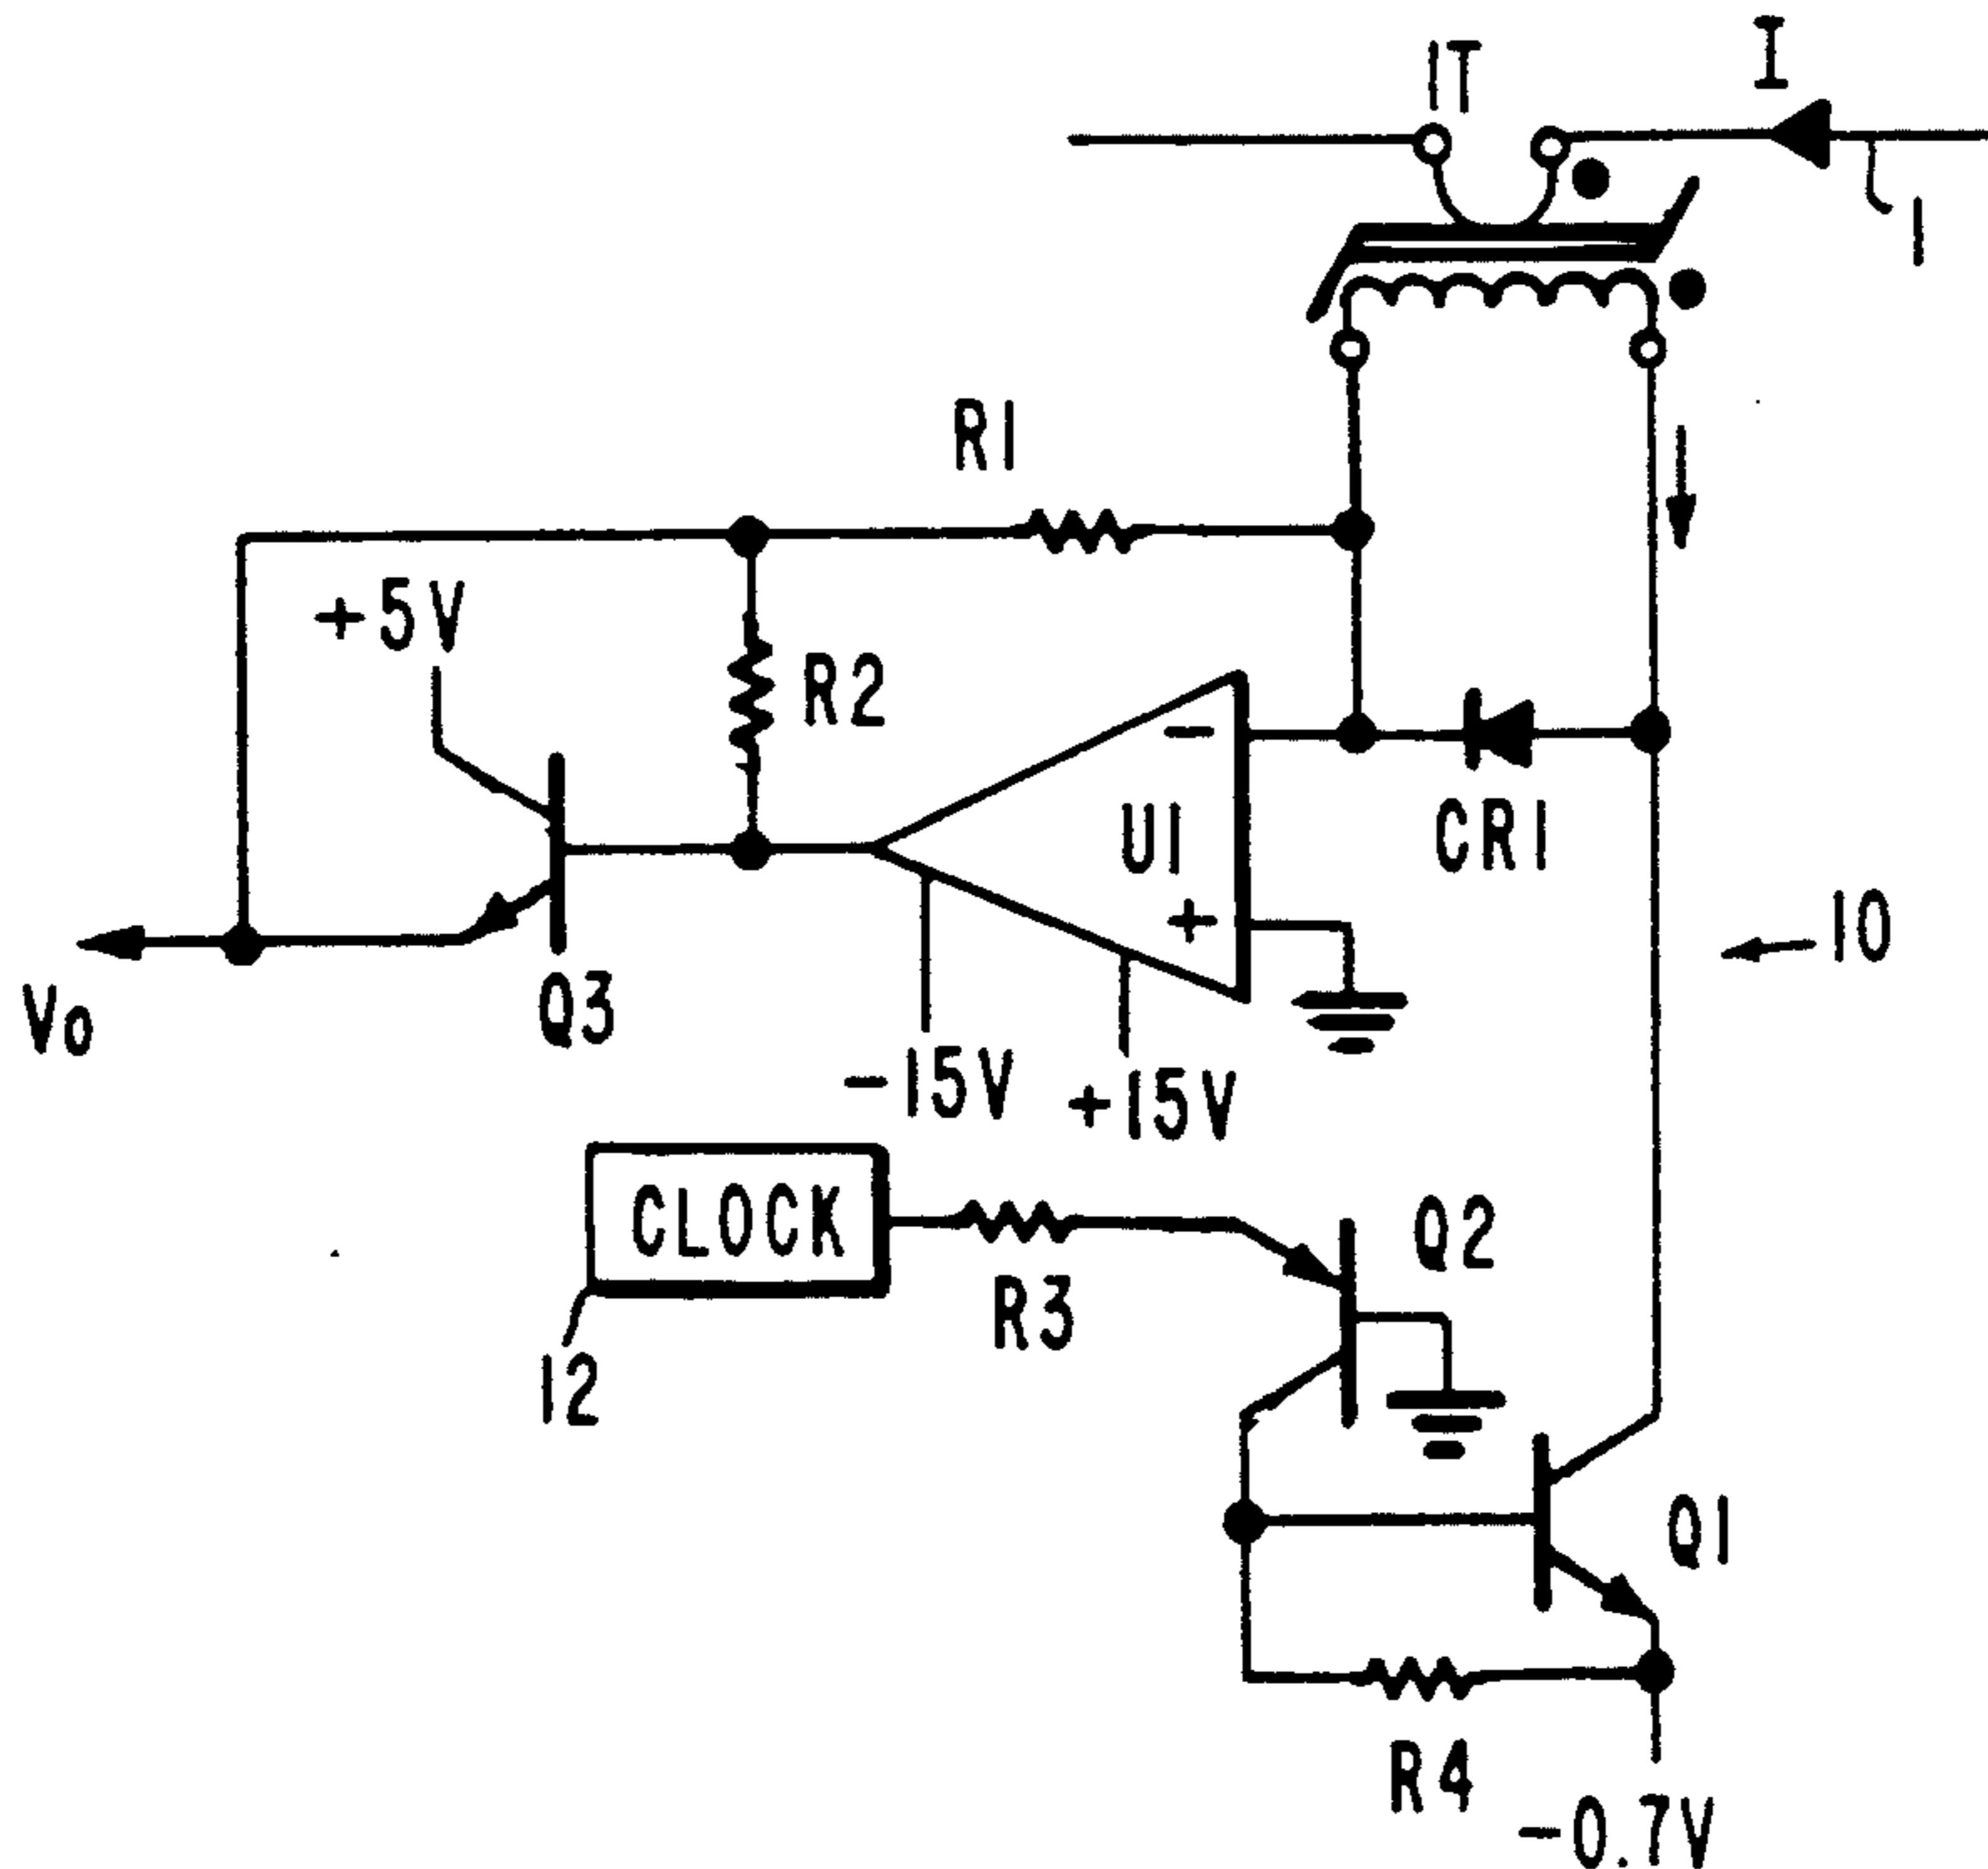 I
1T
1
R1
+5V
R2
-
U1
CR1
+
10
Vo
Q3
-15V
+15V
CLOCK
Q2
R3
12
Q1
R4
-0.7V